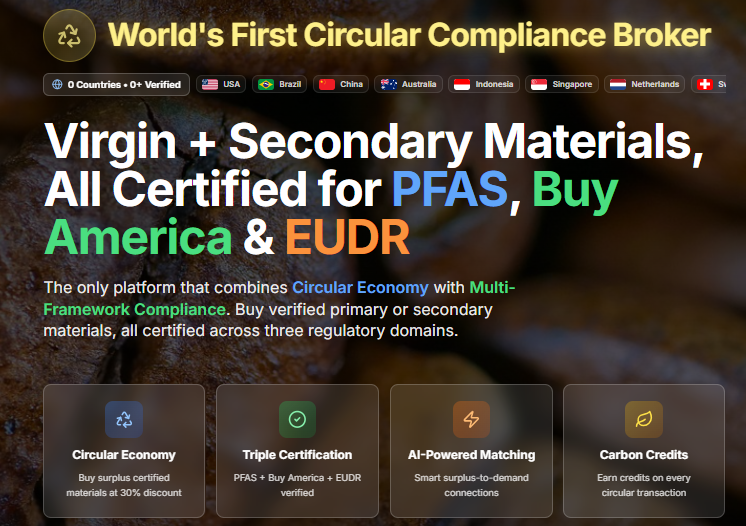 World's First Circular Compliance Broker
0 Countries • 0+ Verified
USA
Brazil
China
Australia
Indonesia
Singapore
Netherlands
Virgin + Secondary Materials,
All Certified for PFAS, Buy
America & EUDR
The only platform that combines Circular Economy with Multi-
Framework Compliance. Buy verified primary or secondary
materials, all certified across three regulatory domains.
Circular Economy
Buy surplus certified
materials at 30% discount
Triple Certification
PFAS + Buy America + EUDR
verified
AI-Powered Matching
Smart surplus-to-demand
connections
Carbon Credits
Earn credits on every
circular transaction